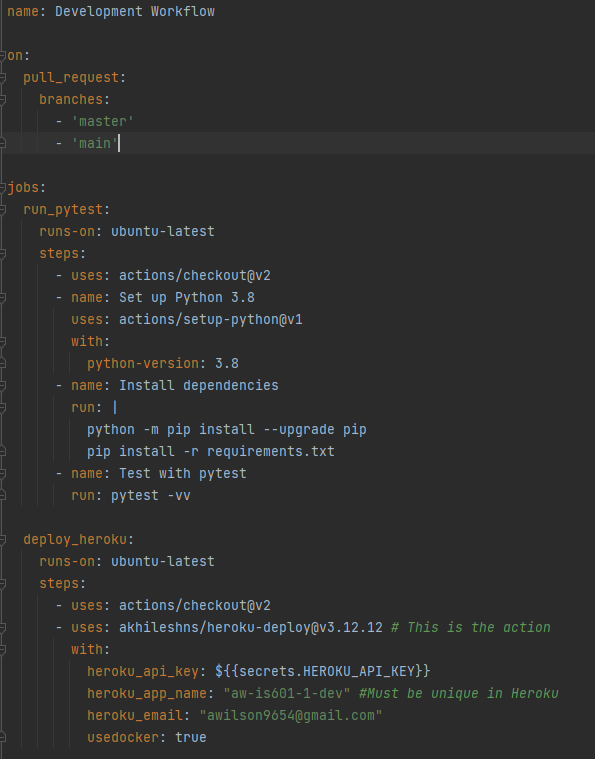 name: Development Workflow
on:
pull_request:
branches:
- 'master'
- 'main'
jobs:
run_pytest:
runs-on: ubuntu-latest
steps:
- uses: actions/checkout@v2
- name: Set up Python 3.8
uses: actions/setup-python@v1
with:
python-version: 3.8
- name: Install dependencies
run: |
python -m pip install --upgrade pip
pip install -r requirements.txt
- name: Test with pytest
run: pytest -vv
deploy_heroku:
runs-on: ubuntu-latest
steps:
- uses: actions/checkout@v2
- uses: akhileshns/heroku-deploy@v3.12.12 # This is the action
with:
heroku_api_key: ${{secrets.HEROKU_API_KEY}}
heroku_app_name: "aw-is601-1-dev" #Must be unique in Heroku
heroku_email: "awilson9654@gmail.com"
usedocker: true